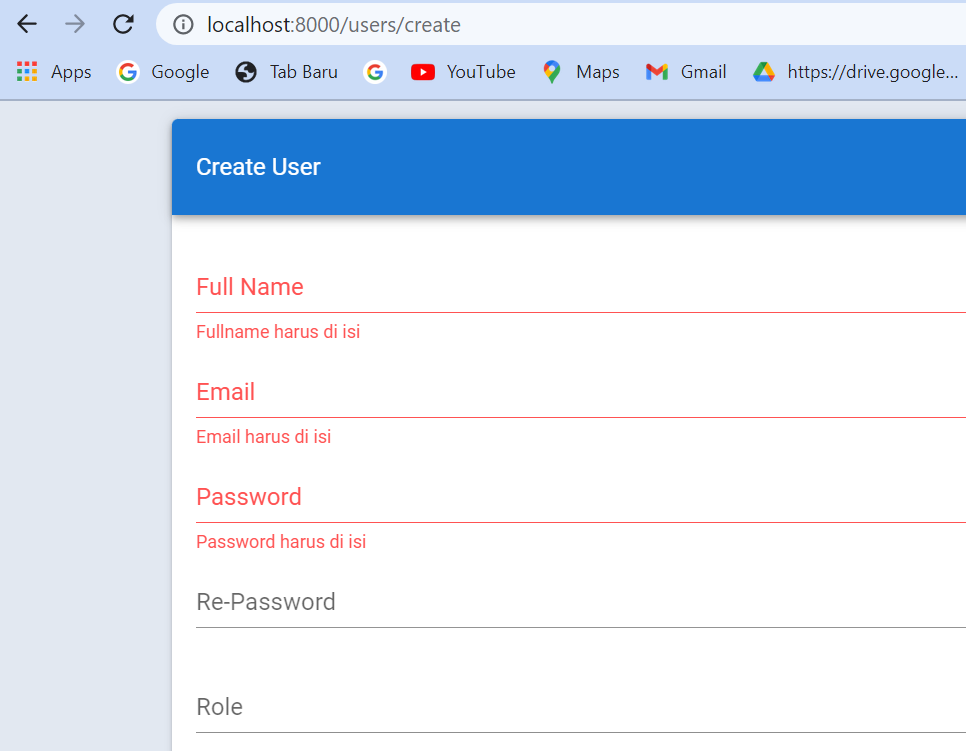 localhost:8000/users/create
Apps Google Tab Baru YouTube Maps Gmail https://drive.google...
Create User
Full Name
Fullname harus di isi
Email
Email harus di isi
Password
Password harus di isi
Re-Password
Role